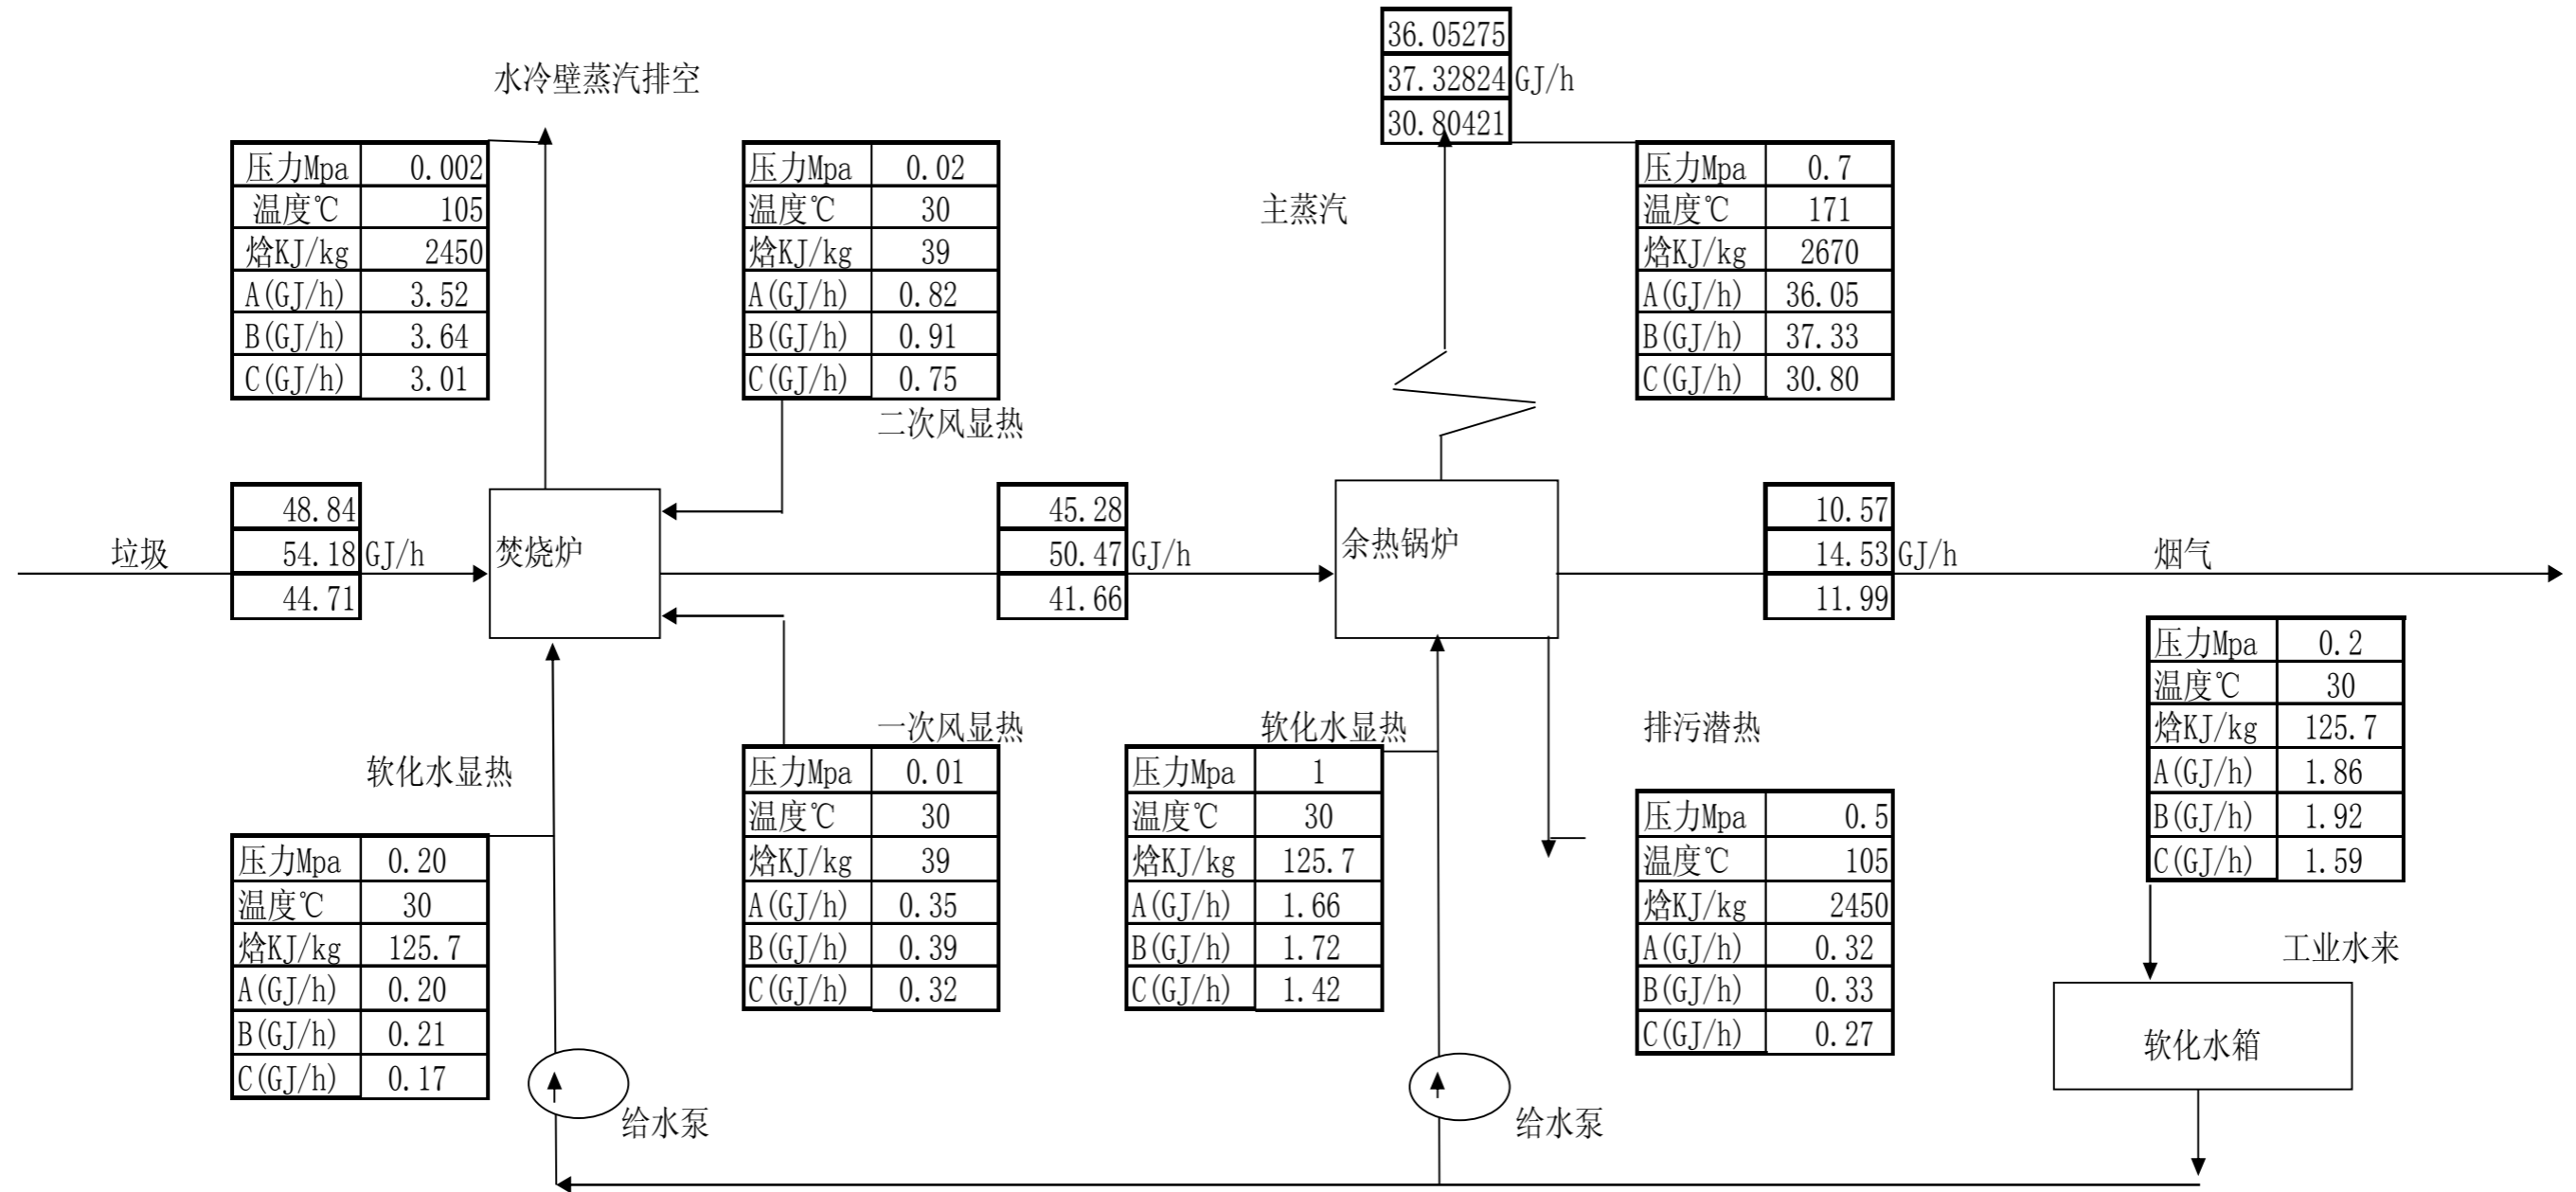 36.05275
37.32824 GJ/h
30.80421
水冷壁蒸汽排空
压力Mpa 0.002
温度℃ 105
焓KJ/kg 2450
A(GJ/h) 3.52
B(GJ/h) 3.64
C(GJ/h) 3.01
压力Mpa 0.02
温度℃ 30
焓KJ/kg 39
A(GJ/h) 0.82
B(GJ/h) 0.91
C(GJ/h) 0.75
二次风显热
主蒸汽
压力Mpa 0.7
温度℃ 171
焓KJ/kg 2670
A(GJ/h) 36.05
B(GJ/h) 37.33
C(GJ/h) 30.80
垃圾
48.84
54.18 GJ/h
44.71
焚烧炉
45.28
50.47 GJ/h
41.66
余热锅炉
10.57
14.53 GJ/h
11.99
烟气
软化水显热
压力Mpa 0.20
温度℃ 30
焓KJ/kg 125.7
A(GJ/h) 0.20
B(GJ/h) 0.21
C(GJ/h) 0.17
给水泵
一次风显热
压力Mpa 0.01
温度℃ 30
焓KJ/kg 39
A(GJ/h) 0.35
B(GJ/h) 0.39
C(GJ/h) 0.32
软化水显热
压力Mpa 1
温度℃ 30
焓KJ/kg 125.7
A(GJ/h) 1.66
B(GJ/h) 1.72
C(GJ/h) 1.42
给水泵
排污潜热
压力Mpa 0.5
温度℃ 105
焓KJ/kg 2450
A(GJ/h) 0.32
B(GJ/h) 0.33
C(GJ/h) 0.27
压力Mpa 0.2
温度℃ 30
焓KJ/kg 125.7
A(GJ/h) 1.86
B(GJ/h) 1.92
C(GJ/h) 1.59
工业水来
软化水箱